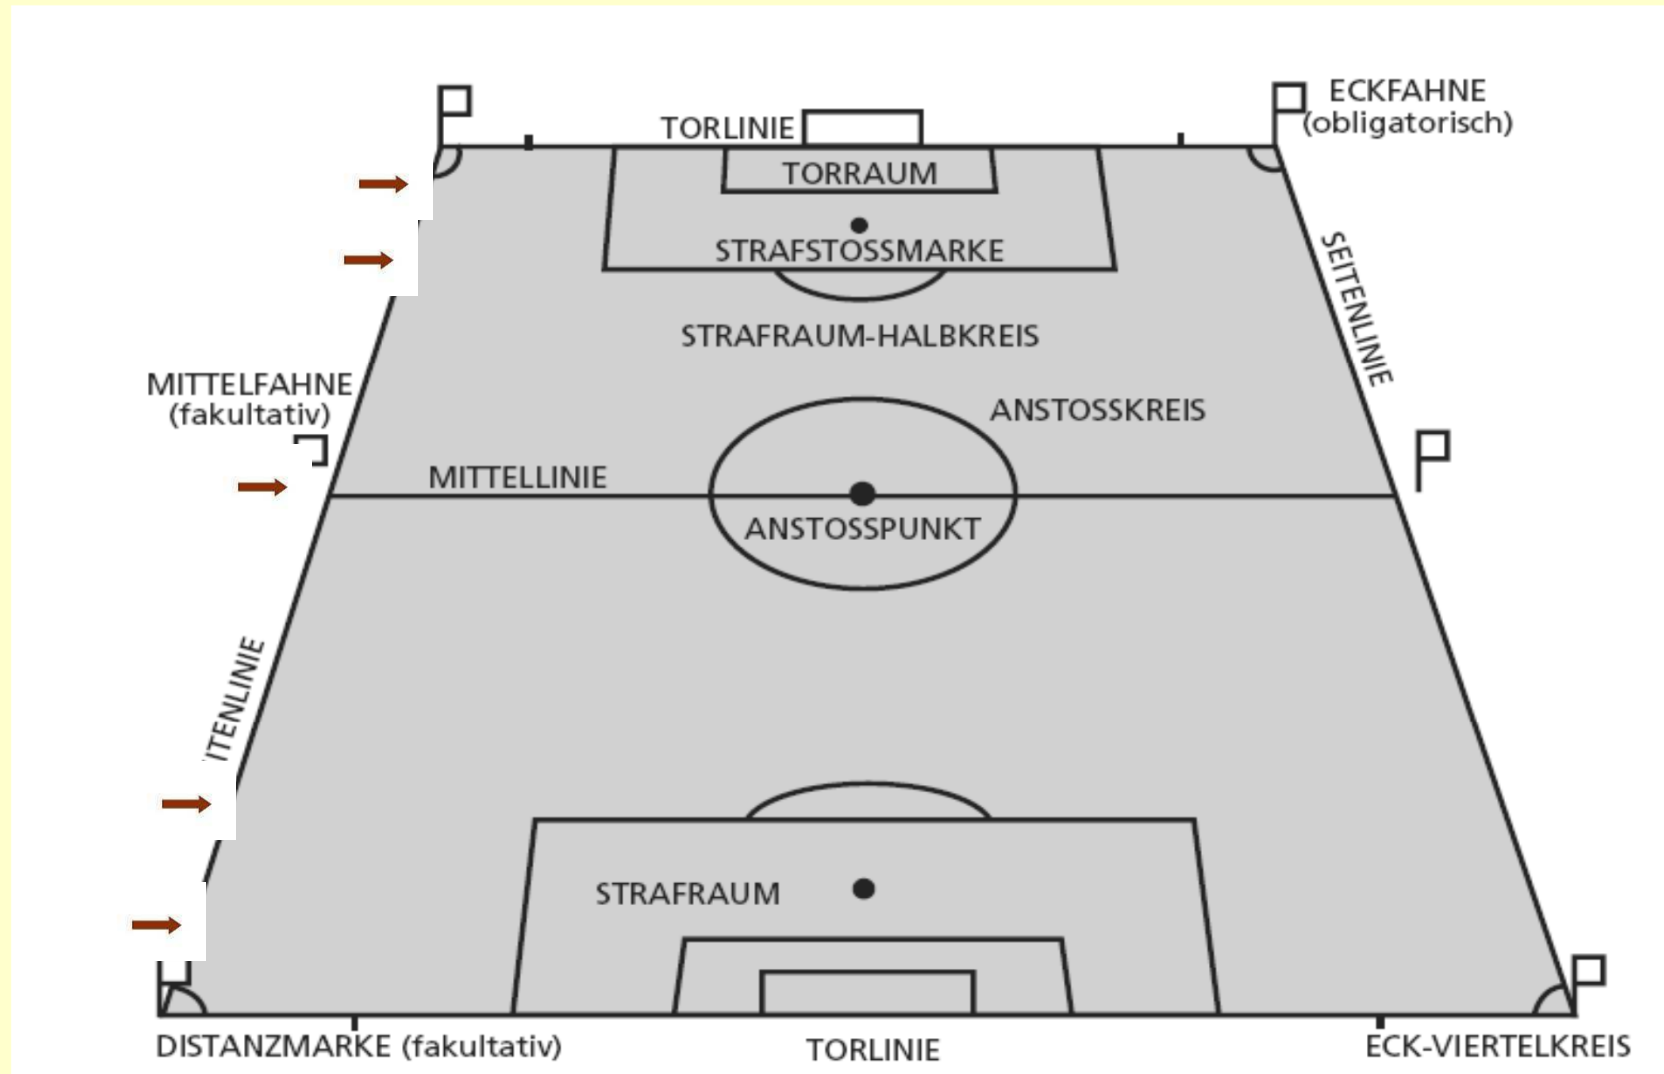 ECKFAHNE
(obligatorisch)
TORLINIE
TORRAUM
STRAFSTOSSMARKE
SEITENLINIE
STRAFRAUM-HALBKREIS
MITTELFAHNE
(fakultativ)
ANSTOSSKREIS
MITTELLINIE
ANSTOSSPUNKT
ITENLINIE
STRAFRAUM
DISTANZMARKE (fakultativ)
TORLINIE
ECK-VIERTELKREIS